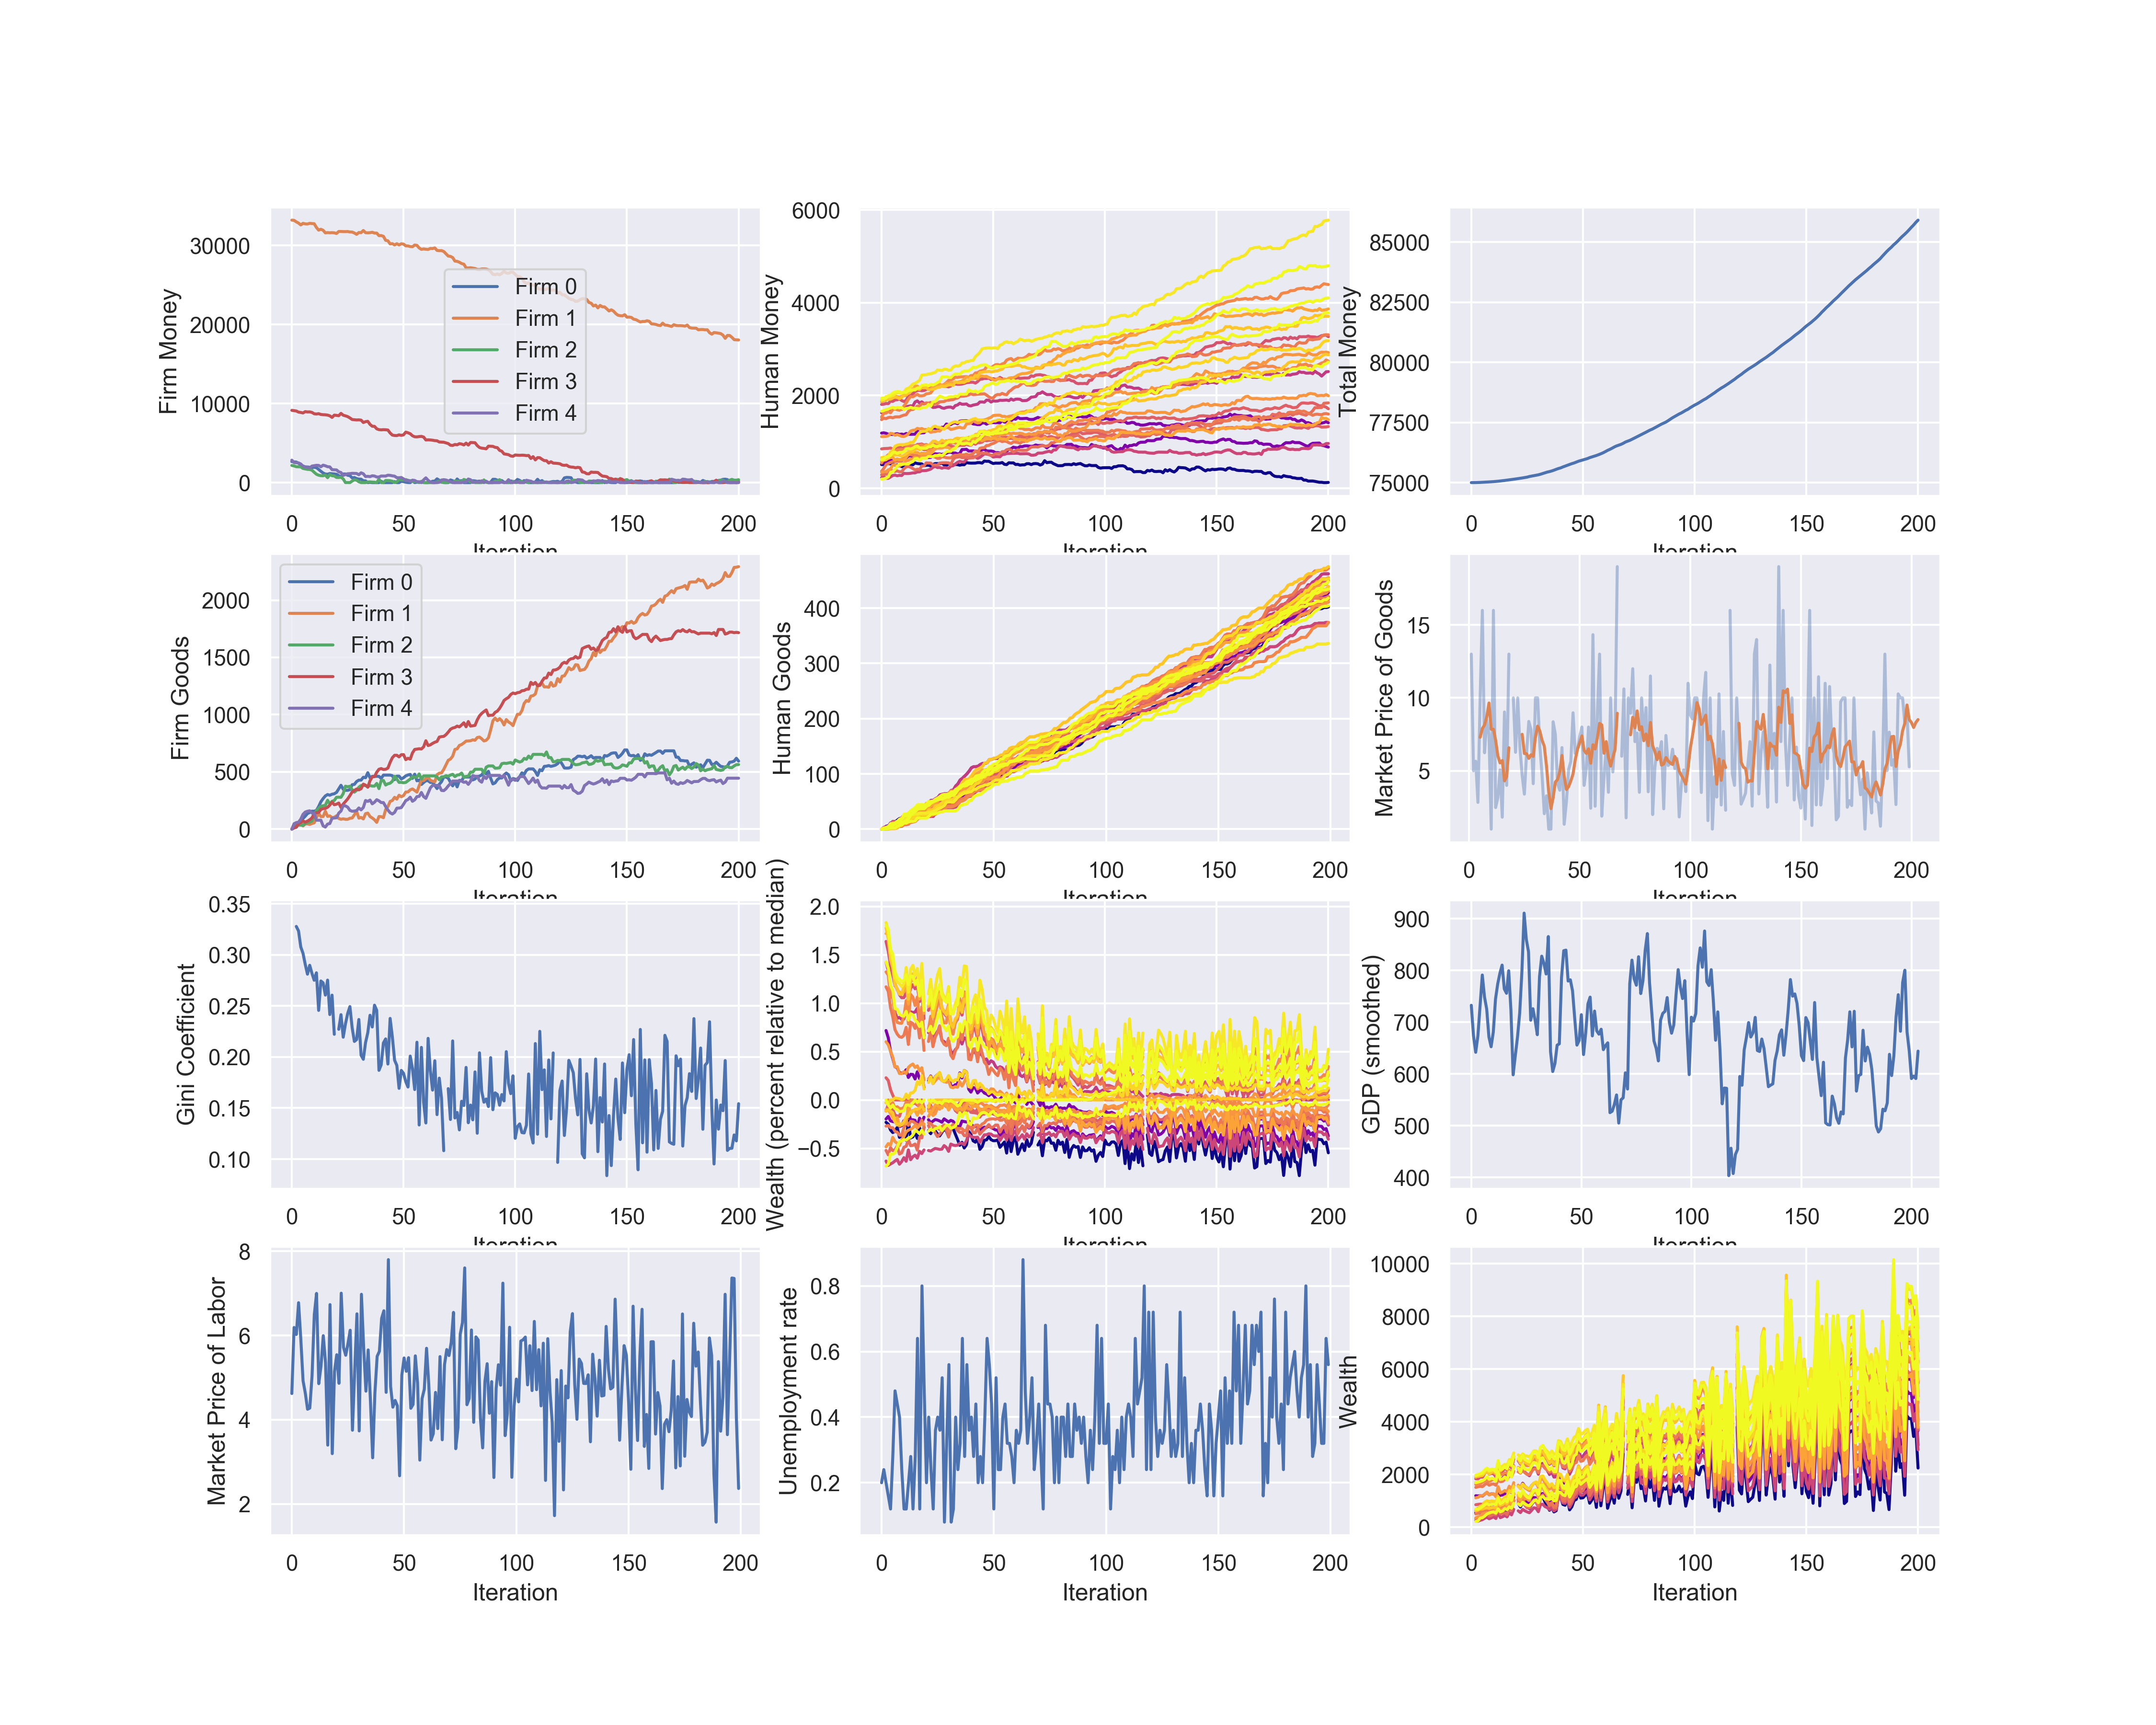 Firm Money
30000
20000
10000
0
0 50 100 150 200
Iteration
Firm 0
Firm 1
Firm 2
Firm 3
Firm 4
Human Money
6000
4000
2000
0
0 50 100 150 200
Iteration
Total Money
85000
82500
80000
77500
75000
0 50 100 150 200
Iteration
Firm Goods
2000
1500
1000
500
0
0 50 100 150 200
Iteration
Firm 0
Firm 1
Firm 2
Firm 3
Firm 4
Human Goods
400
300
200
100
0
0 50 100 150 200
Iteration
Market Price of Goods
15
10
5
0 50 100 150 200
Iteration
Gini Coefficient
0.35
0.30
0.25
0.20
0.15
0.10
0 50 100 150 200
Iteration
Wealth (percent relative to median)
2.0
1.5
1.0
0.5
0.0
−0.5
0 50 100 150 200
Iteration
GDP (smoothed)
900
800
700
600
500
400
0 50 100 150 200
Iteration
Market Price of Labor
8
6
4
2
0 50 100 150 200
Iteration
Unemployment rate
0.8
0.6
0.4
0.2
0 50 100 150 200
Iteration
Wealth
10000
8000
6000
4000
2000
0
0 50 100 150 200
Iteration